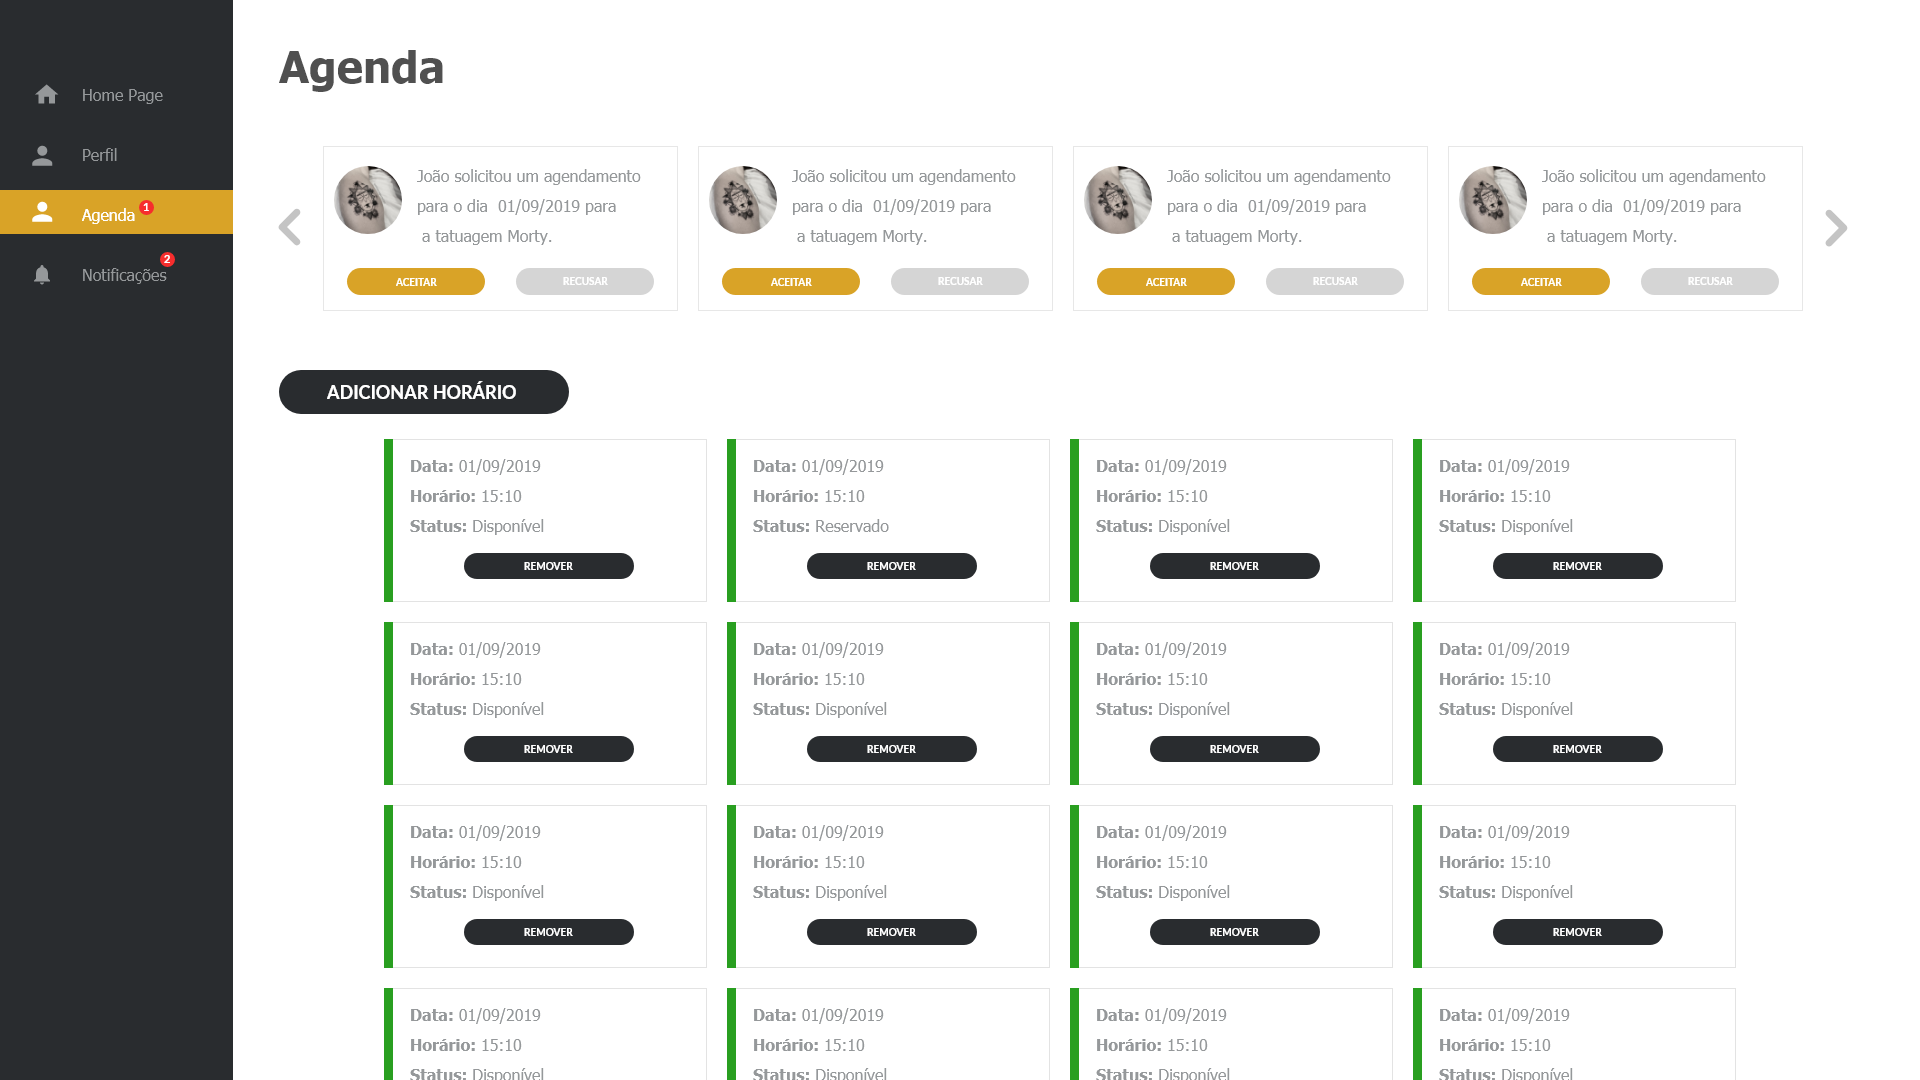 Agenda
Home Page
Perfil
Agenda 1
Notificações 2
João solicitou um agendamento
para o dia 01/09/2019 para
a tatuagem Morty.
ACEITAR RECUSAR
João solicitou um agendamento
para o dia 01/09/2019 para
a tatuagem Morty.
ACEITAR RECUSAR
João solicitou um agendamento
para o dia 01/09/2019 para
a tatuagem Morty.
ACEITAR RECUSAR
João solicitou um agendamento
para o dia 01/09/2019 para
a tatuagem Morty.
ACEITAR RECUSAR
ADICIONAR HORÁRIO
Data: 01/09/2019
Horário: 15:10
Status: Disponível
REMOVER
Data: 01/09/2019
Horário: 15:10
Status: Reservado
REMOVER
Data: 01/09/2019
Horário: 15:10
Status: Disponível
REMOVER
Data: 01/09/2019
Horário: 15:10
Status: Disponível
REMOVER
Data: 01/09/2019
Horário: 15:10
Status: Disponível
REMOVER
Data: 01/09/2019
Horário: 15:10
Status: Disponível
REMOVER
Data: 01/09/2019
Horário: 15:10
Status: Disponível
REMOVER
Data: 01/09/2019
Horário: 15:10
Status: Disponível
REMOVER
Data: 01/09/2019
Horário: 15:10
Status: Disponível
REMOVER
Data: 01/09/2019
Horário: 15:10
Status: Disponível
REMOVER
Data: 01/09/2019
Horário: 15:10
Status: Disponível
REMOVER
Data: 01/09/2019
Horário: 15:10
Status: Disponível
REMOVER
Data: 01/09/2019
Horário: 15:10
Status: Disponível
Data: 01/09/2019
Horário: 15:10
Status: Disponível
Data: 01/09/2019
Horário: 15:10
Status: Disponível
Data: 01/09/2019
Horário: 15:10
Status: Disponível